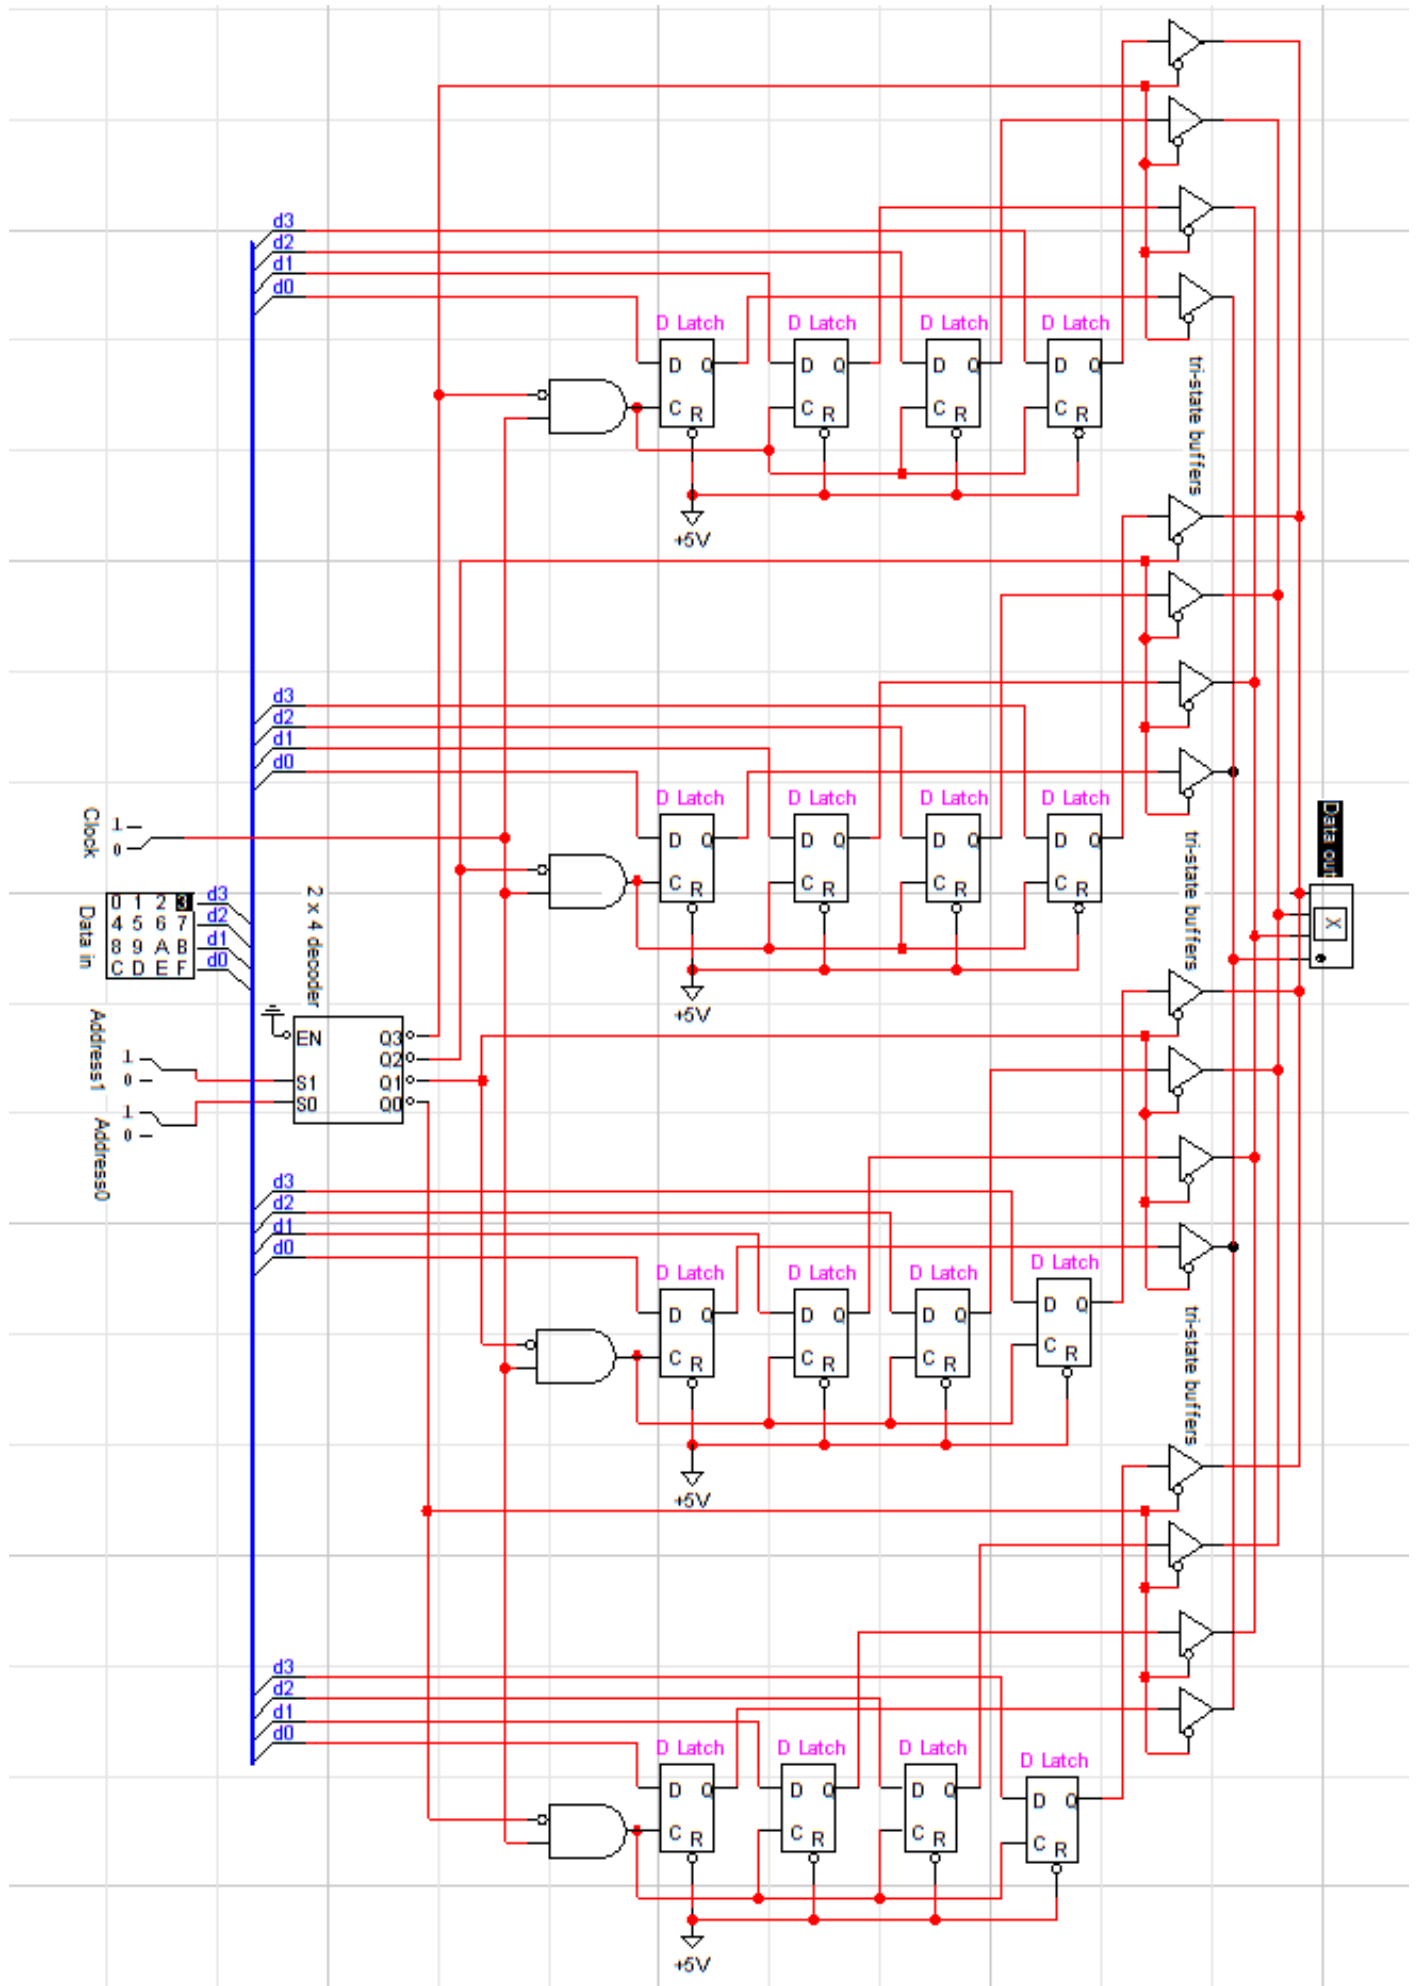 d3
d2
d1
d0
D Latch D Latch D Latch D Latch
D Q D Q D Q D Q
C R C R C R C R
+5V
tri-state buffers
d3
d2
d1
d0
D Latch D Latch D Latch D Latch
D Q D Q D Q D Q
C R C R C R C R
+5V
tri-state buffers
Clock
1
0
Data out
X
d3
d2
d1
d0
0 1 2 3
4 5 6 7
8 9 A B
C D E F
Data in
2 x 4 decoder
EN Q3
Q2
S1 Q1
S0 Q0
Address1
1
0
Address0
1
0
d3
d2
d1
d0
D Latch D Latch D Latch D Latch
D Q D Q D Q D Q
C R C R C R C R
+5V
tri-state buffers
d3
d2
d1
d0
D Latch D Latch D Latch D Latch
D Q D Q D Q D Q
C R C R C R C R
+5V